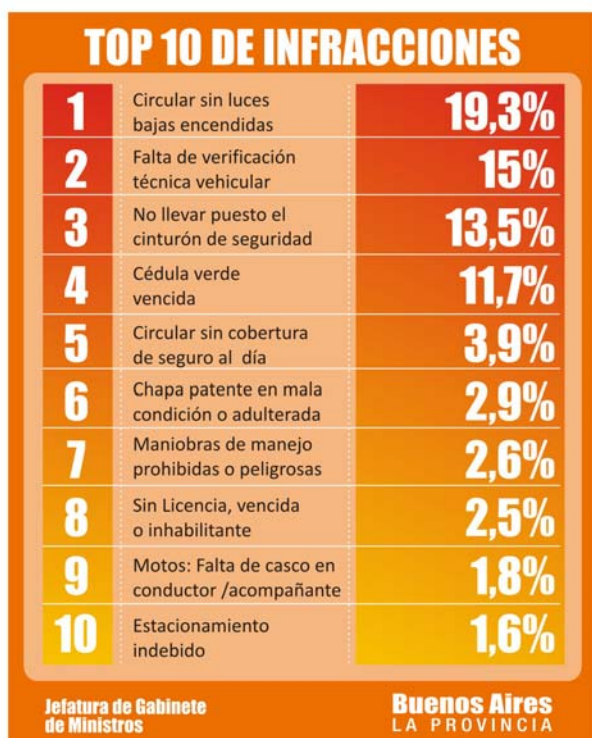 TOP 10 DE INFRACCIONES
1
Circular sin luces
bajas encendidas
19,3%
2
Falta de verificación
técnica vehicular
15%
3
No llevar puesto el
cinturón de seguridad
13,5%
4
Cédula verde
vencida
11,7%
5
Circular sin cobertura
de seguro al día
3,9%
6
Chapa patente en mala
condición o adulterada
2,9%
7
Maniobras de manejo
prohibidas o peligrosas
2,6%
8
Sin Licencia, vencida
o inhabilitante
2,5%
9
Motos: Falta de casco en
conductor /acompañante
1,8%
10
Estacionamiento
indebido
1,6%
Jefatura de Gabinete
de Ministros
Buenos Aires
LA PROVINCIA